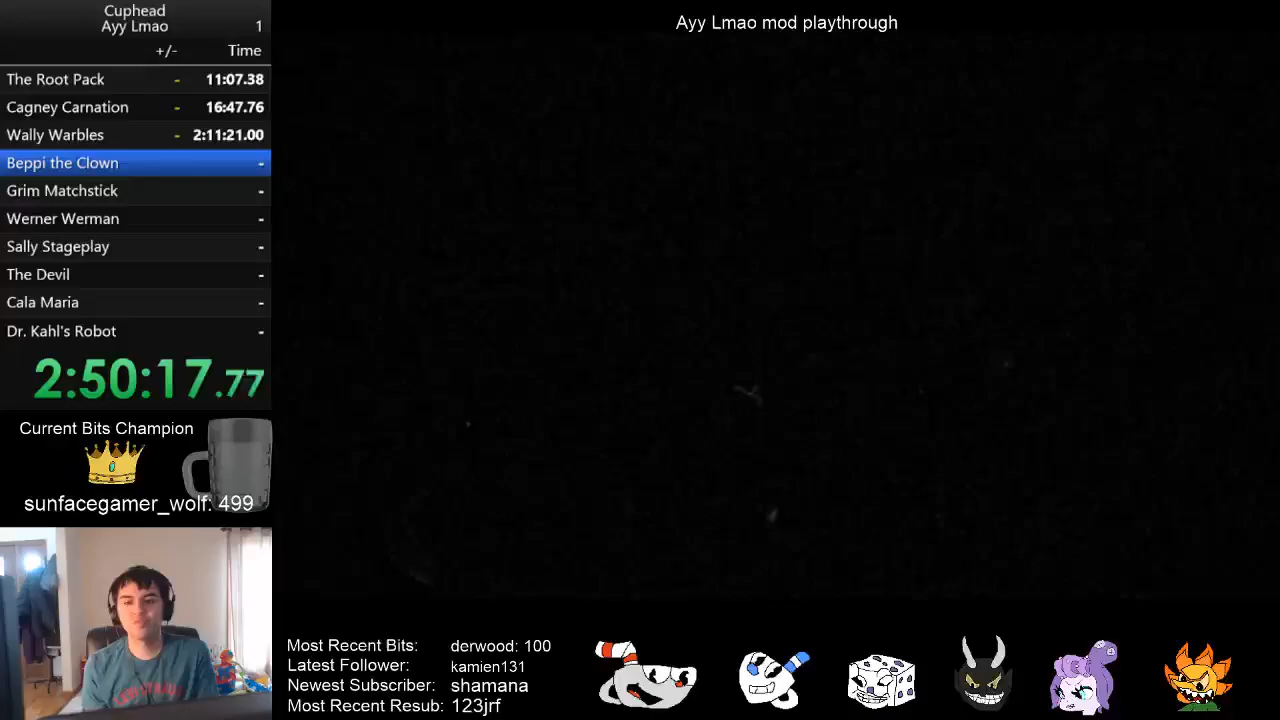 Cuphead
Ayy Lmao 1
+/- Time
The Root Pack - 11:07.38
Cagney Carnation - 16:47.76
Wally Warbles - 2:11:21.00
Beppi the Clown -
Grim Matchstick -
Werner Werman -
Sally Stageplay -
The Devil -
Cala Maria -
Dr. Kahl's Robot -
2:50:17.77
Current Bits Champion
sunfacegamer_wolf: 499
Ayy Lmao mod playthrough
Most Recent Bits: derwood: 100
Latest Follower: kamien131
Newest Subscriber: shamana
Most Recent Resub: 123jrf